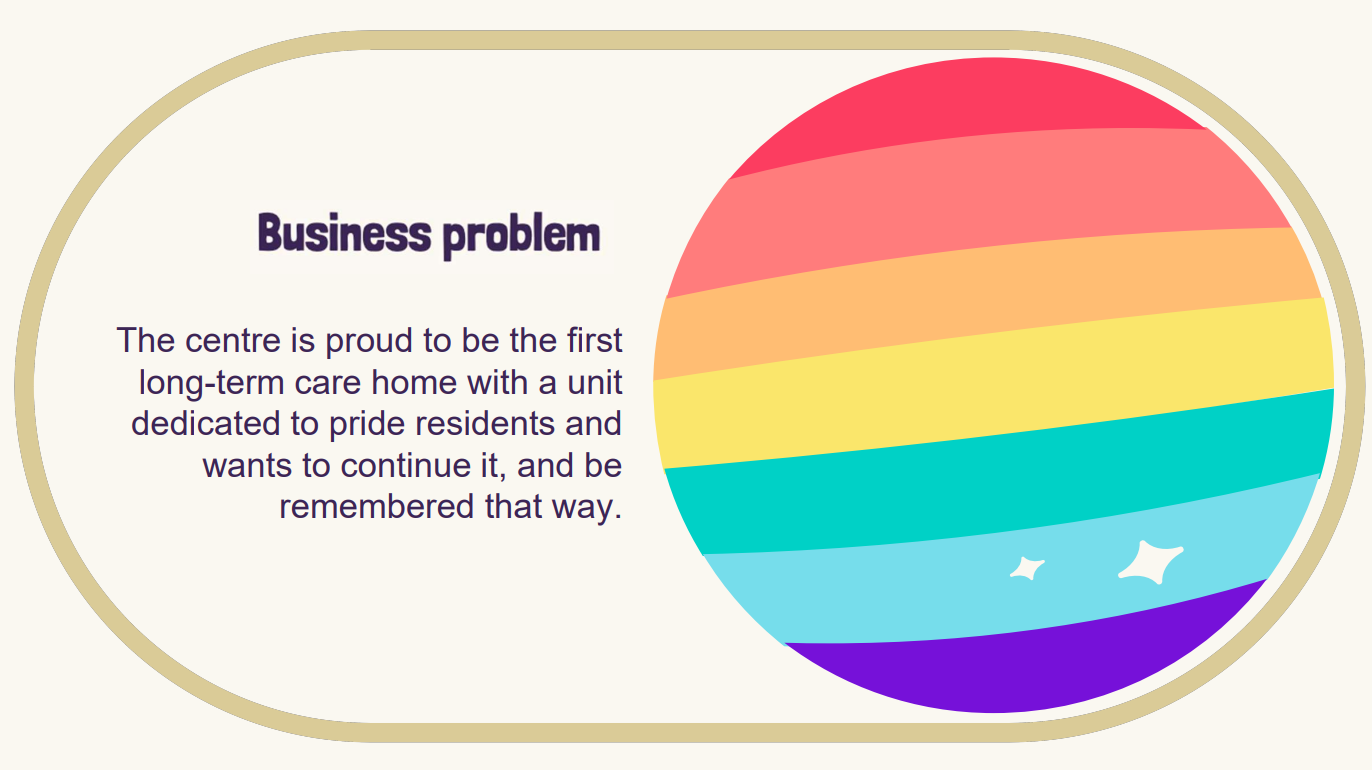 Business problem
The centre is proud to be the first
long-term care home with a unit
dedicated to pride residents and
wants to continue it, and be
remembered that way.